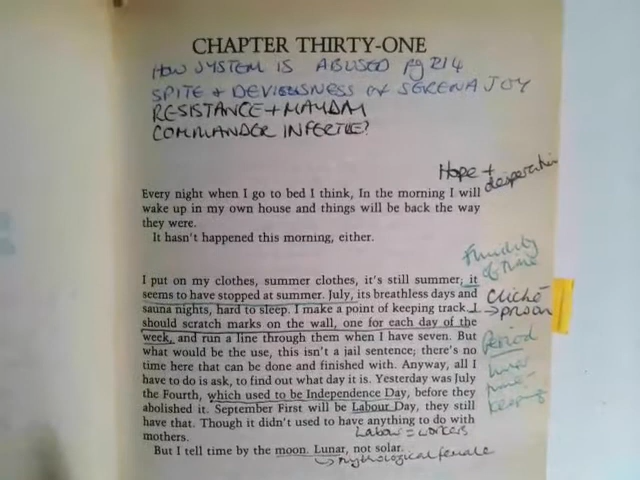 CHAPTER THIRTY-ONE
HOW SYSTEM IS ABUSED pg 214
SPITE + DEVIOUSNESS of SERENA JOY
RESISTANCE + MAYDAY
COMMANDER INFERTILE?
Hope +
desperation
Every night when I go to bed I think, In the morning I will
wake up in my own house and things will be back the way
they were.
It hasn't happened this morning, either.
Fluidity
of time
I put on my clothes, summer clothes, it's still summer; it
seems to have stopped at summer. July, its breathless days and
sauna nights, hard to sleep. I make a point of keeping track. I
should scratch marks on the wall, one for each day of the
week, and run a line through them when I have seven. But
what would be the use, this isn't a jail sentence; there's no
time here that can be done and finished with. Anyway, all I
have to do is ask, to find out what day it is. Yesterday was July
the Fourth, which used to be Independence Day, before they
abolished it. September First will be Labour Day, they still
have that. Though it didn't used to have anything to do with
mothers.
Cliché
→ prison
Period
lunar
time-
keeping
Labour = workers
But I tell time by the moon. Lunar, not solar.
→ mythological female